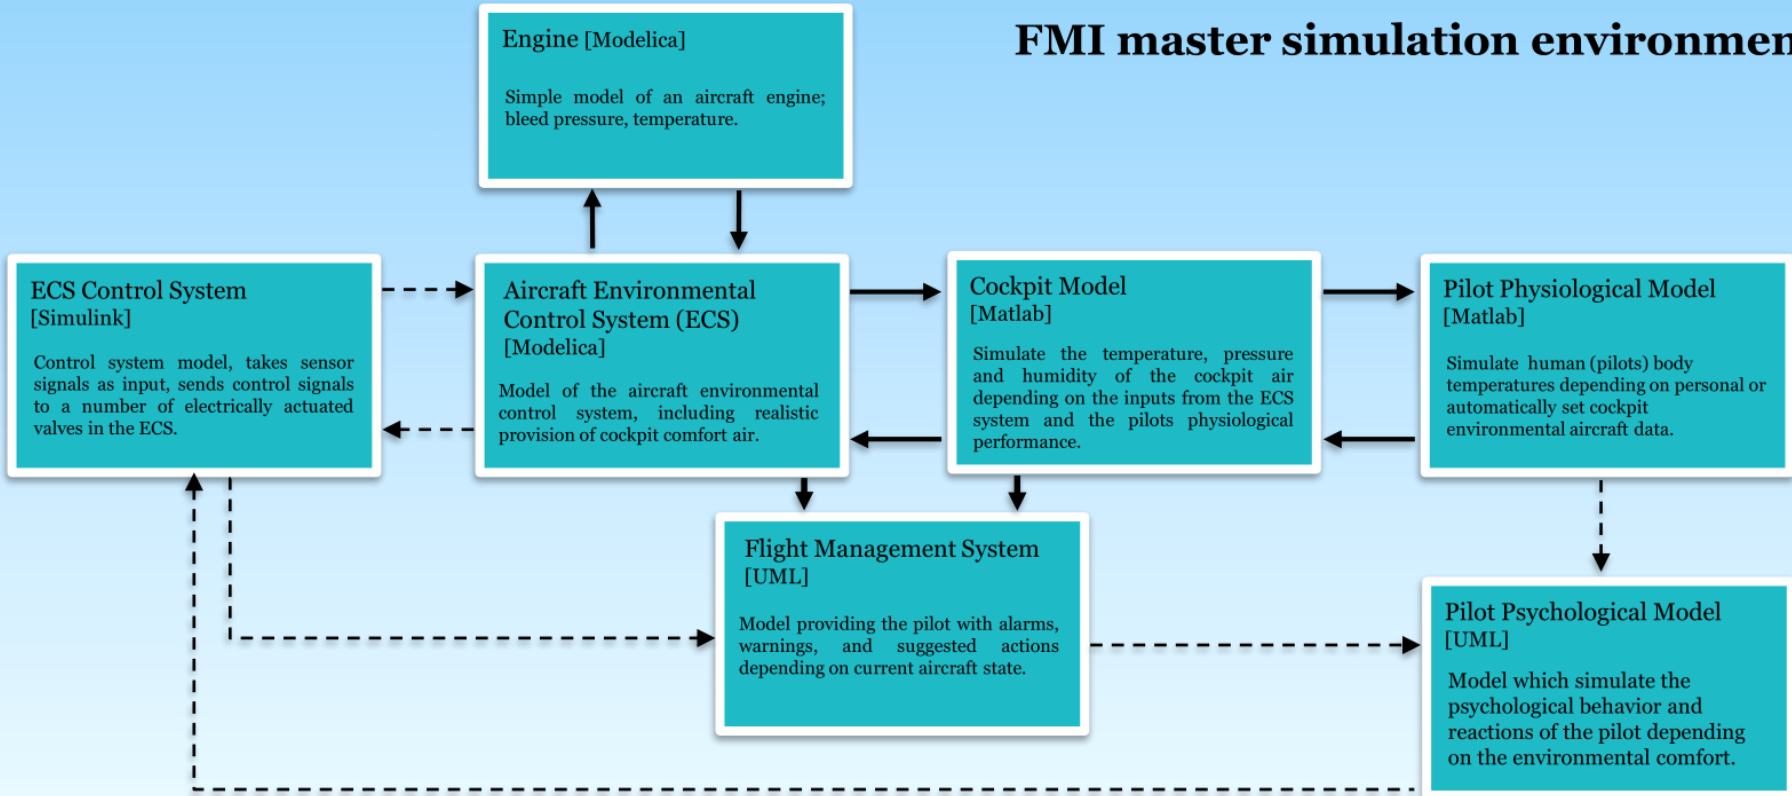 FMI master simulation environmen
Engine [Modelica]
Simple model of an aircraft engine;
bleed pressure, temperature.
ECS Control System
[Simulink]
Control system model, takes sensor
signals as input, sends control signals
to a number of electrically actuated
valves in the ECS.
Aircraft Environmental
Control System (ECS)
[Modelica]
Model of the aircraft environmental
control system, including realistic
provision of cockpit comfort air.
Cockpit Model
[Matlab]
Simulate the temperature, pressure
and humidity of the cockpit air
depending on the inputs from the ECS
system and the pilots physiological
performance.
Pilot Physiological Model
[Matlab]
Simulate human (pilots) body
temperatures depending on personal or
automatically set cockpit
environmental aircraft data.
Flight Management System
[UML]
Model providing the pilot with alarms,
warnings, and suggested actions
depending on current aircraft state.
Pilot Psychological Model
[UML]
Model which simulate the
psychological behavior and
reactions of the pilot depending
on the environmental comfort.